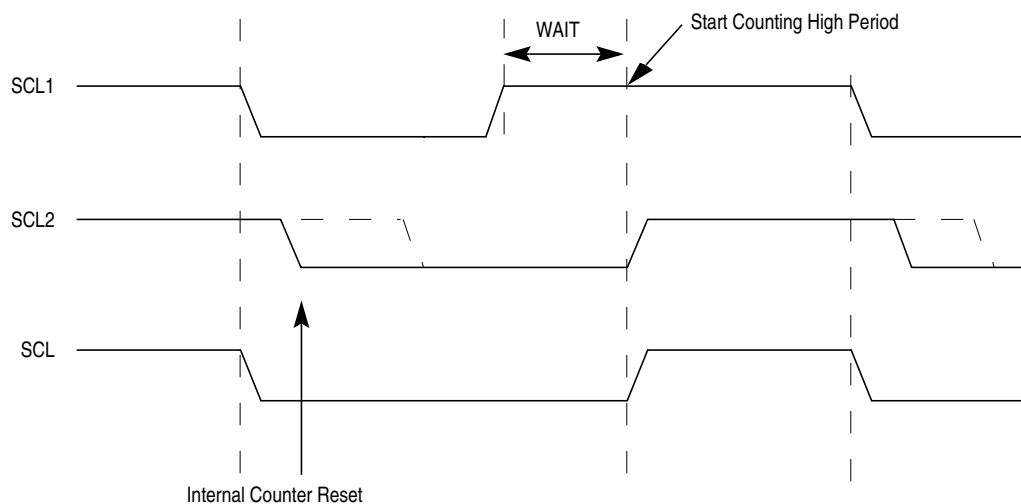 WAIT
Start Counting High Period
SCL1
SCL2
SCL
Internal Counter Reset